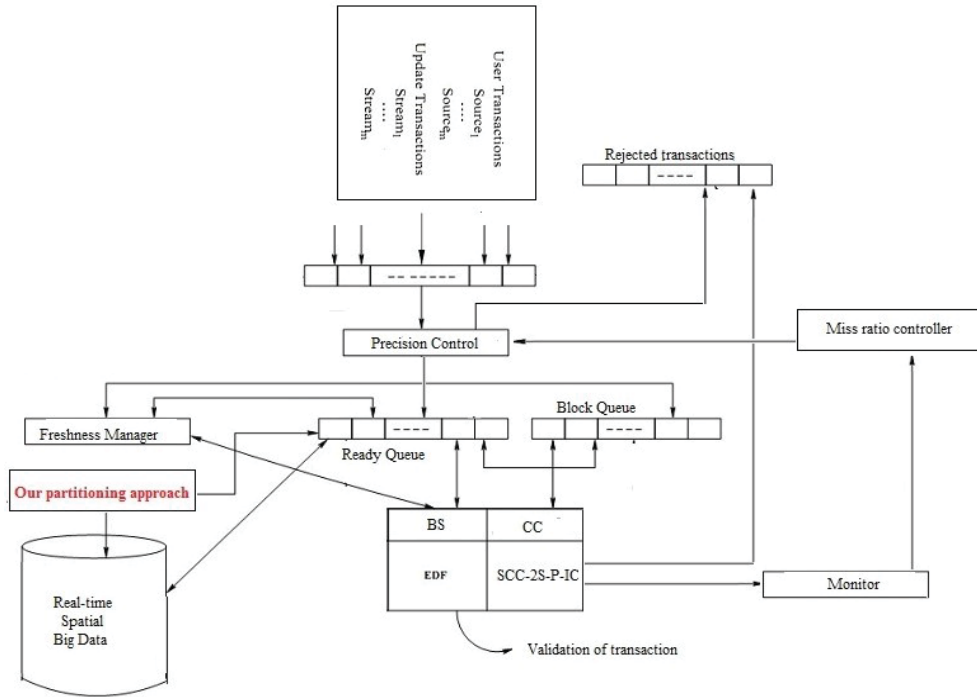 User Transactions
Source1
....
Sourcem
Update Transactions
Stream1
....
Streamm
Rejected transactions
----
-- -----
Precision Control
Miss ratio controller
Block Queue
----
----
Freshness Manager
Ready Queue
Our partitioning approach
BS
CC
EDF
SCC-2S-P-IC
Monitor
Real-time
Spatial
Big Data
Validation of transaction